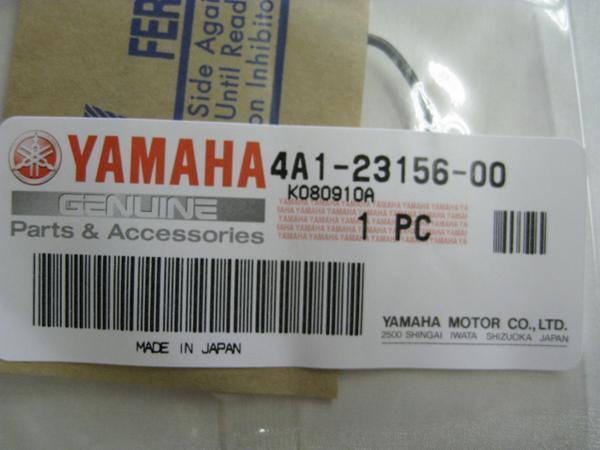 FER
Side Agai
Until Read
on Inhibito
YAMAHA
4A1-23156-00
K080910A
GENUINE
Parts & Accessories
1 PC
MADE IN JAPAN
YAMAHA MOTOR CO., LTD.
2500 SHINGAI IWATA SHIZUOKA JAPAN